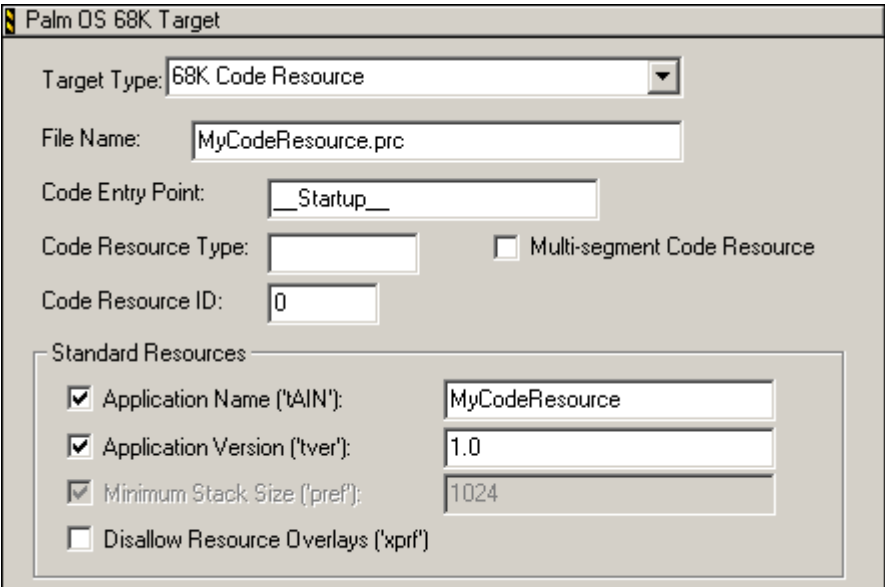 Palm OS 68K Target
Target Type: 68K Code Resource
File Name: MyCodeResource.prc
Code Entry Point: __Startup__
Code Resource Type: Multi-segment Code Resource
Code Resource ID: 0
Standard Resources
Application Name ('tAIN'): MyCodeResource
Application Version ('tver'): 1.0
Minimum Stack Size ('pref'): 1024
Disallow Resource Overlays ('xprf')